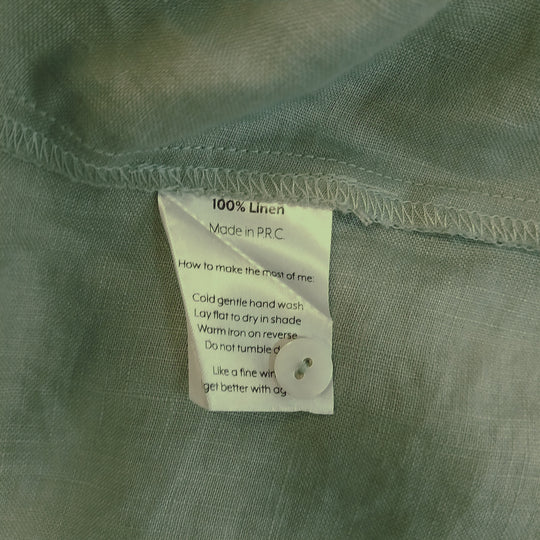 100% Linen
Made in P.R.C.
How to make the most of me:
Cold gentle hand wash
Lay flat to dry in shade
Warm iron on reverse
Do not tumble
Like a fine
get better with